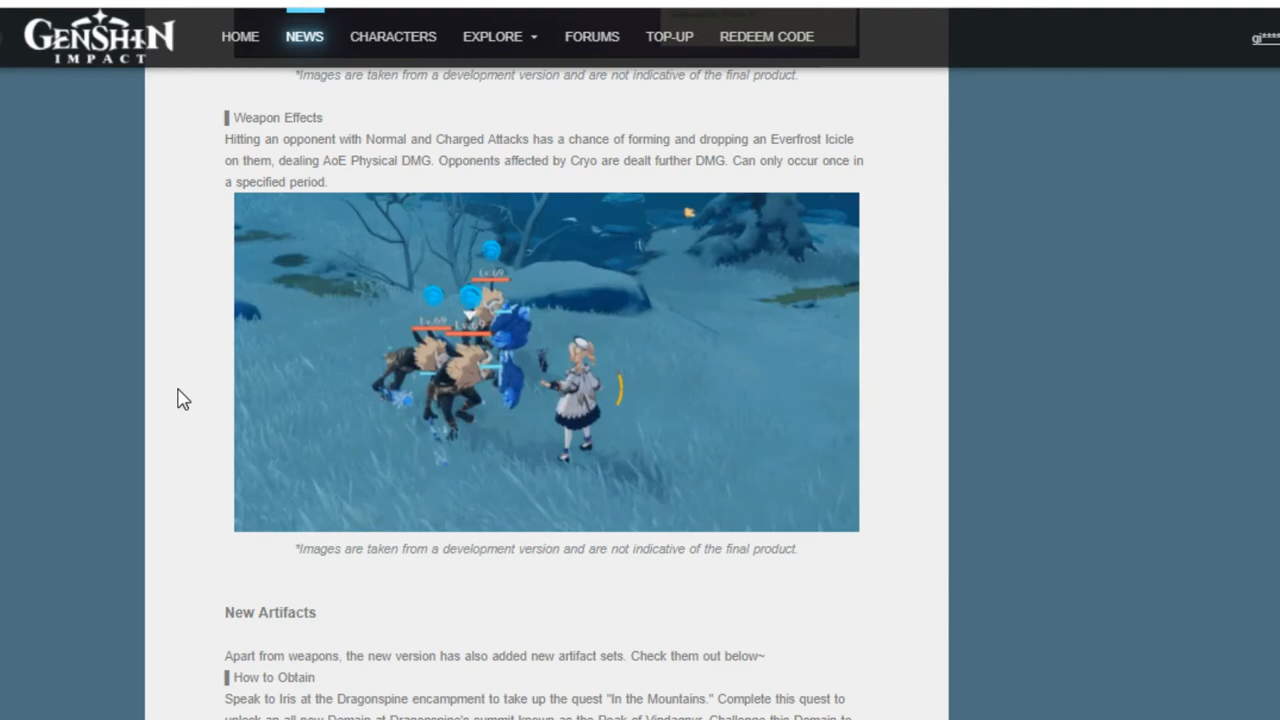 GENSHIN
IMPACT
HOME NEWS CHARACTERS EXPLORE FORUMS TOP-UP REDEEM CODE
gi****
*Images are taken from a development version and are not indicative of the final product.
Weapon Effects
Hitting an opponent with Normal and Charged Attacks has a chance of forming and dropping an Everfrost Icicle
on them, dealing AoE Physical DMG. Opponents affected by Cryo are dealt further DMG. Can only occur once in
a specified period.
Lv.69
Lv.69
Lv.69
*Images are taken from a development version and are not indicative of the final product.
New Artifacts
Apart from weapons, the new version has also added new artifact sets. Check them out below~
How to Obtain
Speak to Iris at the Dragonspine encampment to take up the quest "In the Mountains." Complete this quest to
unlock an all new Domain at Dragonspine's summit known as the Peak of Vindagnyr. Challenge this Domain to